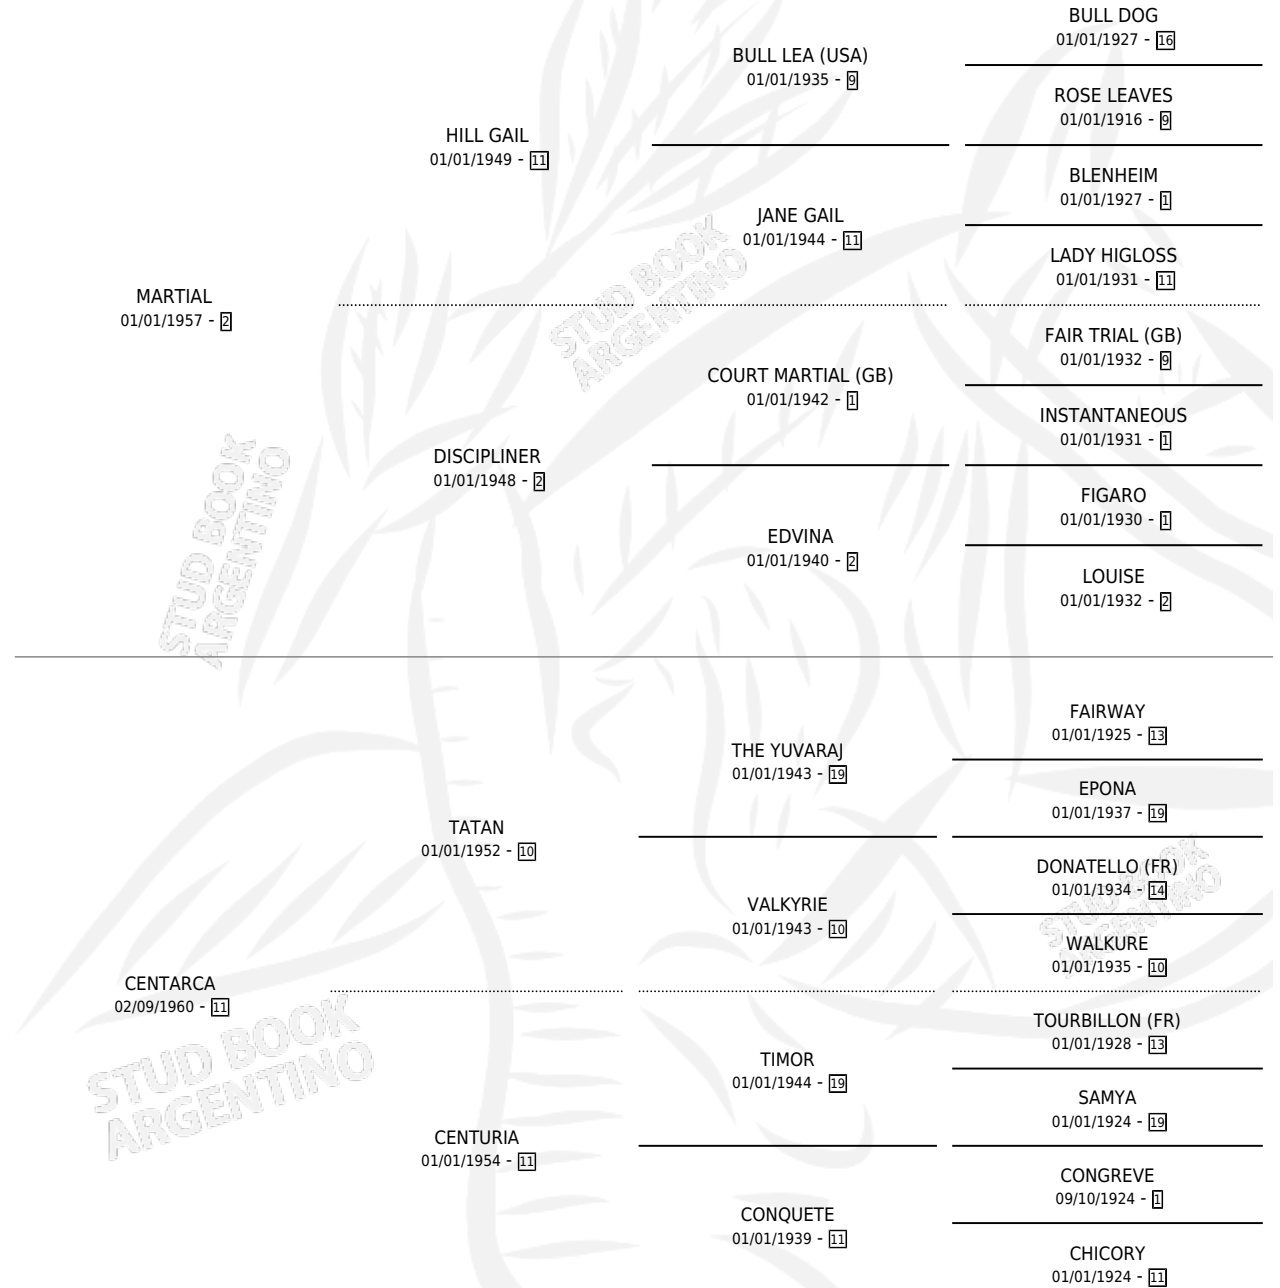 BULL DOG
01/01/1927 - 16
BULL LEA (USA)
01/01/1935 - 9
ROSE LEAVES
01/01/1916 - 9
HILL GAIL
01/01/1949 - 11
BLENHEIM
01/01/1927 - 1
JANE GAIL
01/01/1944 - 11
LADY HIGLOSS
01/01/1931 - 11
MARTIAL
01/01/1957 - 2
FAIR TRIAL (GB)
01/01/1932 - 9
COURT MARTIAL (GB)
01/01/1942 - 1
INSTANTANEOUS
01/01/1931 - 1
DISCIPLINER
01/01/1948 - 2
FIGARO
01/01/1930 - 1
EDVINA
01/01/1940 - 2
LOUISE
01/01/1932 - 2
FAIRWAY
01/01/1925 - 13
THE YUVARAJ
01/01/1943 - 19
EPONA
01/01/1937 - 19
TATAN
01/01/1952 - 10
DONATELLO (FR)
01/01/1934 - 14
VALKYRIE
01/01/1943 - 10
WALKURE
01/01/1935 - 10
CENTARCA
02/09/1960 - 11
TOURBILLON (FR)
01/01/1928 - 13
TIMOR
01/01/1944 - 19
SAMYA
01/01/1924 - 19
CENTURIA
01/01/1954 - 11
CONGREVE
09/10/1924 - 1
CONQUETE
01/01/1939 - 11
CHICORY
01/01/1924 - 11
STUD BOOK
ARGENTINO
STUD BOOK
ARGENTINO
STUD BOOK
ARGENTINO
STUD BOOK
ARGENTINO